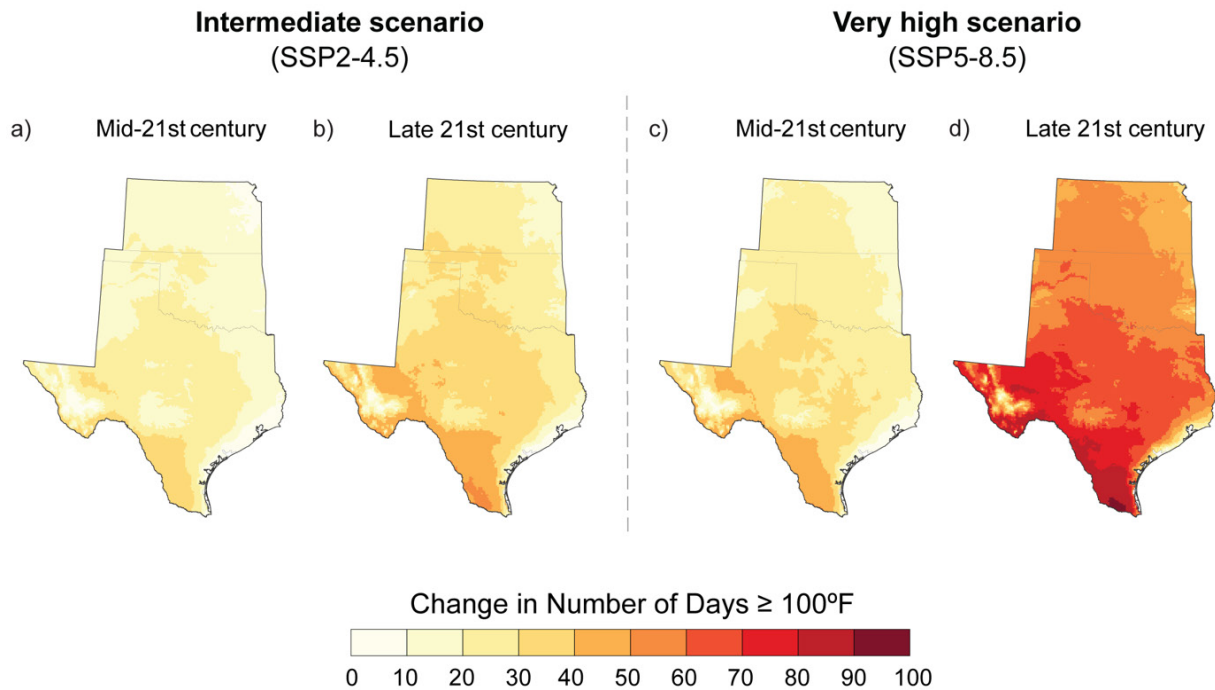 Intermediate scenario
(SSP2-4.5)
Very high scenario
(SSP5-8.5)
a) Mid-21st century
b) Late 21st century
c) Mid-21st century
d) Late 21st century
Change in Number of Days ≥ 100ºF
0 10 20 30 40 50 60 70 80 90 100